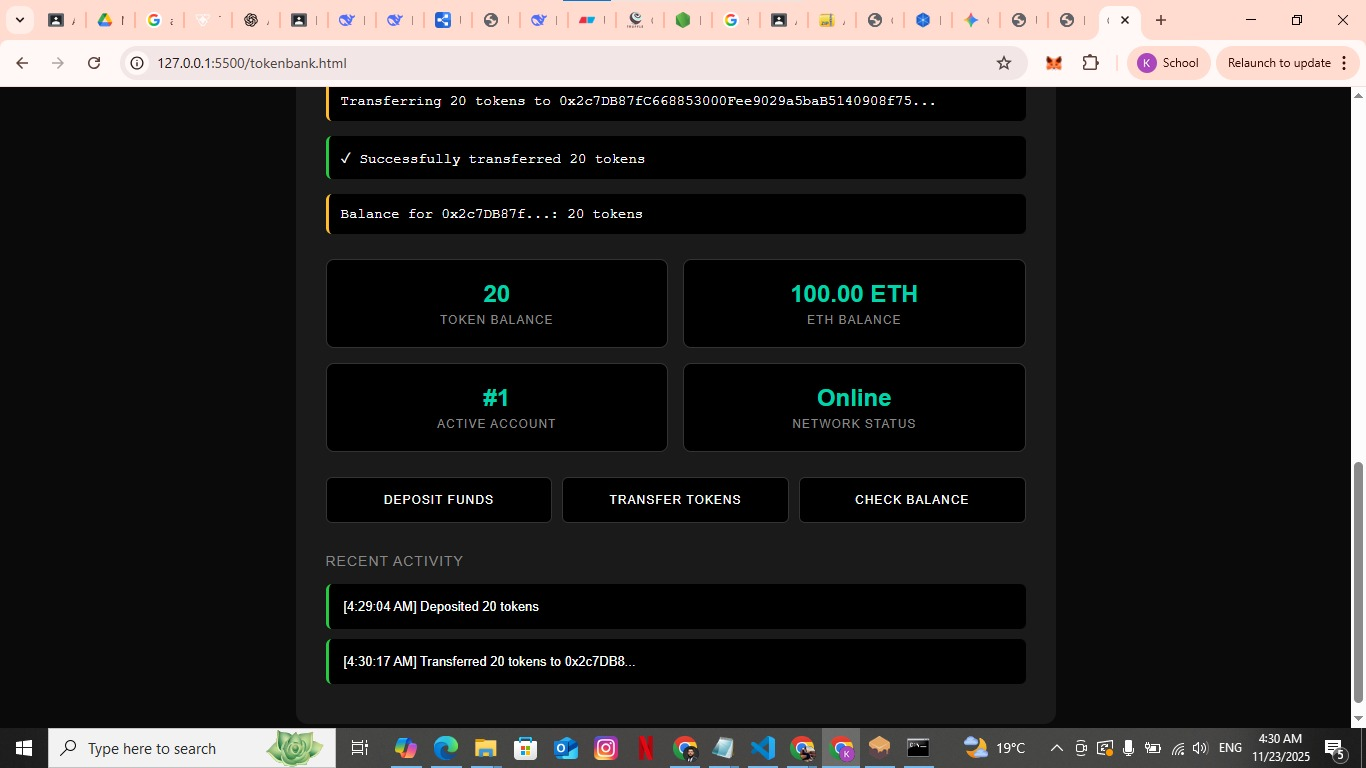 127.0.0.1:5500/tokenbank.html
K School
Relaunch to update
Transferring 20 tokens to 0x2c7DB87fC668853000Fee9029a5baB5140908f75...
✓ Successfully transferred 20 tokens
Balance for 0x2c7DB87f...: 20 tokens
20
TOKEN BALANCE
100.00 ETH
ETH BALANCE
#1
ACTIVE ACCOUNT
Online
NETWORK STATUS
DEPOSIT FUNDS
TRANSFER TOKENS
CHECK BALANCE
RECENT ACTIVITY
[4:29:04 AM] Deposited 20 tokens
[4:30:17 AM] Transferred 20 tokens to 0x2c7DB8...
Type here to search
19°C
ENG
4:30 AM
11/23/2025
5